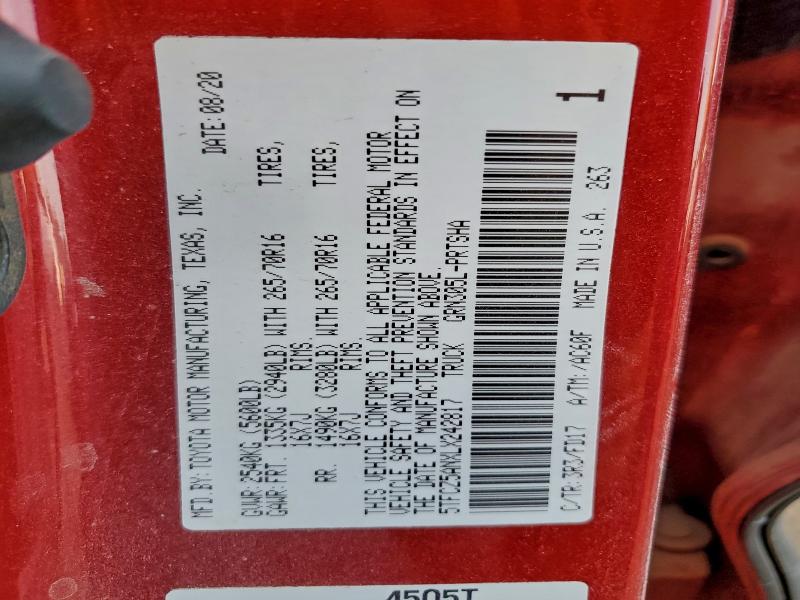 MFD. BY: TOYOTA MOTOR MANUFACTURING, TEXAS, INC.
DATE: 08/20
GVWR: 2540KG (5600LB)
GAWR: FRT. 1335KG (2940LB) WITH 265/70R16 TIRES,
16X7J RIMS.
RR. 1490KG (3280LB) WITH 265/70R16 TIRES,
16X7J RIMS.
THIS VEHICLE CONFORMS TO ALL APPLICABLE FEDERAL MOTOR
VEHICLE SAFETY AND THEFT PREVENTION STANDARDS IN EFFECT ON
THE DATE OF MANUFACTURE SHOWN ABOVE.
5TFCZ5ANXLX242817 TRUCK GRN305L-PRTSHA
1
C/TR: 3R3/FD17 A/TM: /AC60F MADE IN U.S.A. 263
4505T